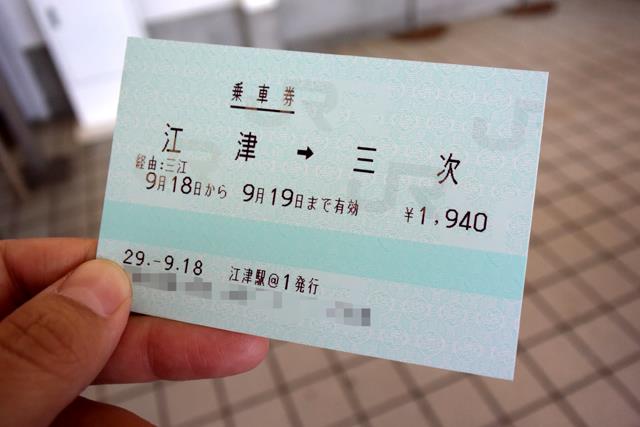 乗車券
江津 → 三次
経由:三江
9月18日から 9月19日まで有効 ¥1,940
29.-9.18 江津駅@1発行